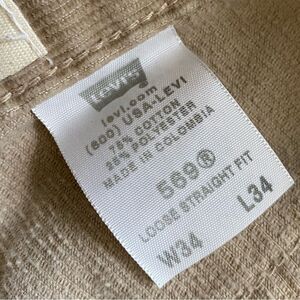 Levi's
levi.com
(800) USA-LEVI
75% COTTON
25% POLYESTER
MADE IN COLOMBIA
569®
LOOSE STRAIGHT FIT
W34 L34